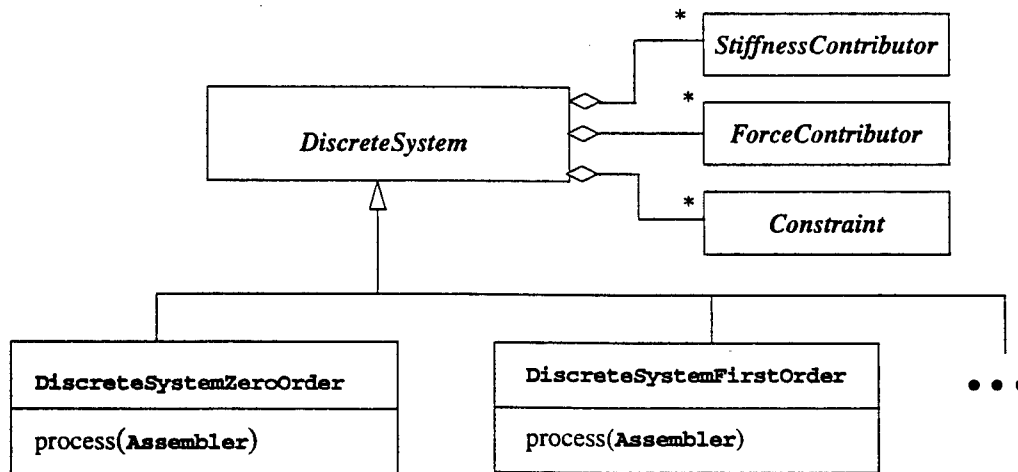 *
StiffnessContributor
*
DiscreteSystem
ForceContributor
*
Constraint
DiscreteSystemZeroOrder
DiscreteSystemFirstOrder
• • •
process(Assembler)
process(Assembler)